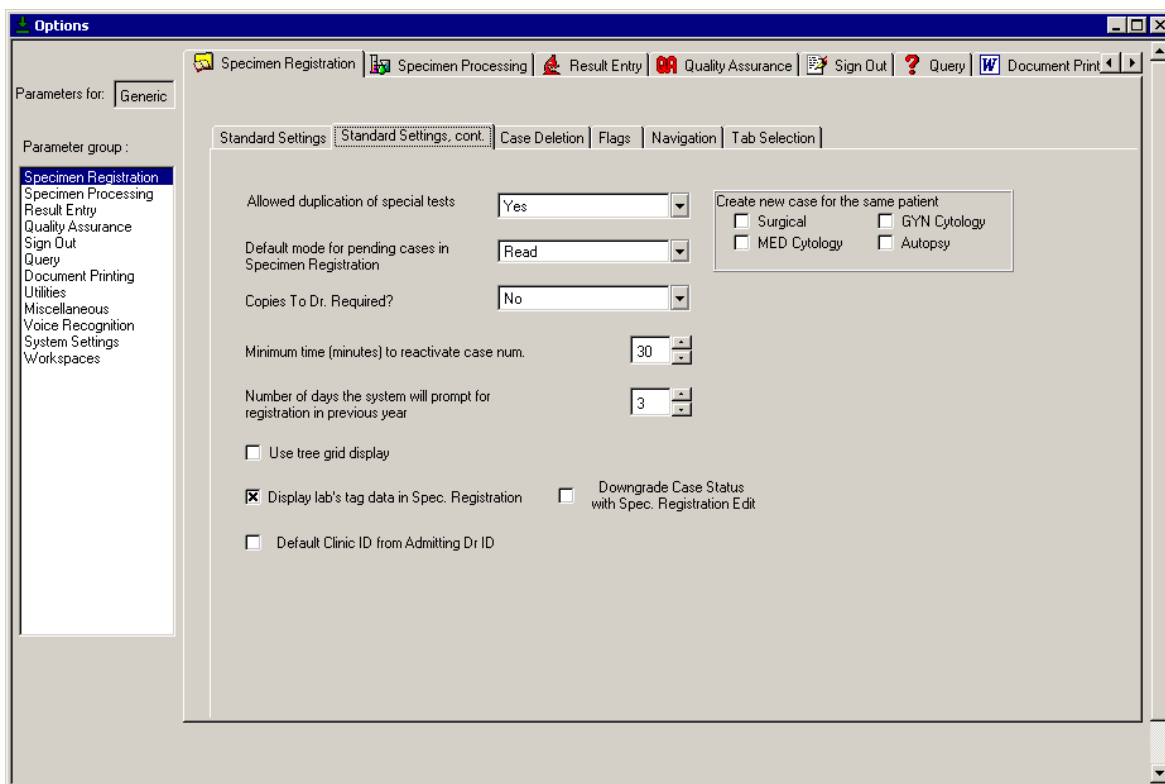 Options
Specimen Registration
Specimen Processing
Result Entry
QA Quality Assurance
Sign Out
? Query
W Document Print
Parameters for: Generic
Parameter group :
Specimen Registration
Specimen Processing
Result Entry
Quality Assurance
Sign Out
Query
Document Printing
Utilities
Miscellaneous
Voice Recognition
System Settings
Workspaces
Standard Settings
Standard Settings, cont.
Case Deletion
Flags
Navigation
Tab Selection
Allowed duplication of special tests
Yes
Default mode for pending cases in
Specimen Registration
Read
Copies To Dr. Required?
No
Minimum time (minutes) to reactivate case num.
30
Number of days the system will prompt for
registration in previous year
3
Use tree grid display
Display lab's tag data in Spec. Registration
Downgrade Case Status
with Spec. Registration Edit
Default Clinic ID from Admitting Dr ID
Create new case for the same patient
Surgical
GYN Cytology
MED Cytology
Autopsy